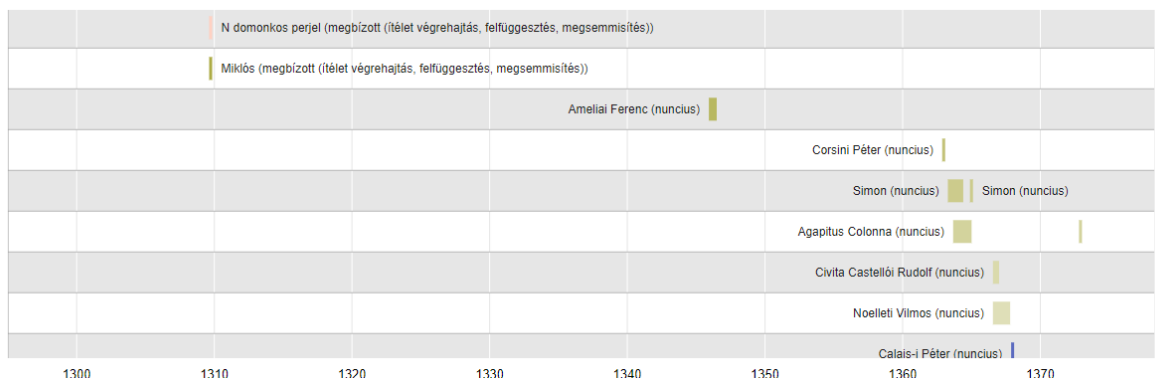 N domonkos perjel (megbízott (ítélet végrehajtás, felfüggesztés, megsemmisítés))
Miklós (megbízott (ítélet végrehajtás, felfüggesztés, megsemmisítés))
Ameliai Ferenc (nuncius)
Corsini Péter (nuncius)
Simon (nuncius) Simon (nuncius)
Agapitus Colonna (nuncius)
Civita Castellói Rudolf (nuncius)
Noelleti Vilmos (nuncius)
Calais-i Péter (nuncius)
1300 1310 1320 1330 1340 1350 1360 1370